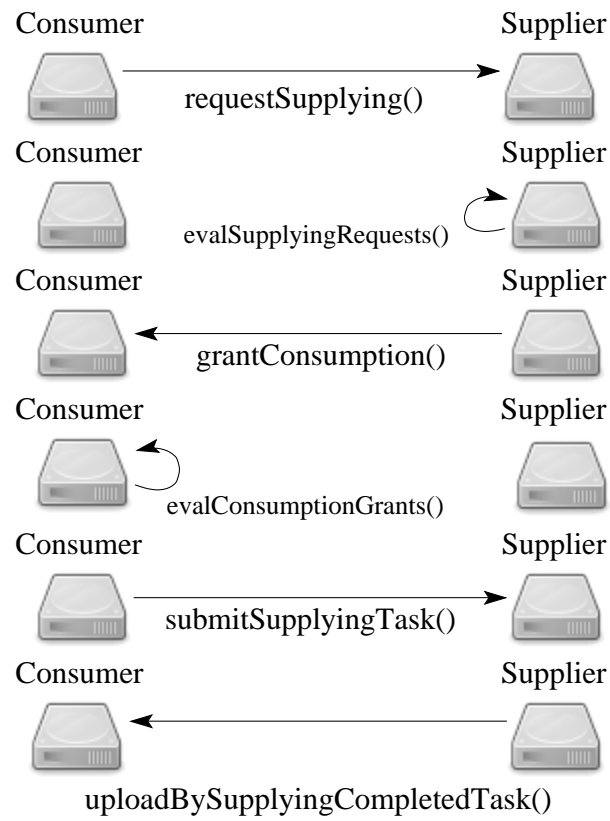 Consumer Supplier
requestSupplying()
Consumer Supplier
evalSupplyingRequests()
Consumer Supplier
grantConsumption()
Consumer Supplier
evalConsumptionGrants()
Consumer Supplier
submitSupplyingTask()
Consumer Supplier
uploadBySupplyingCompletedTask()